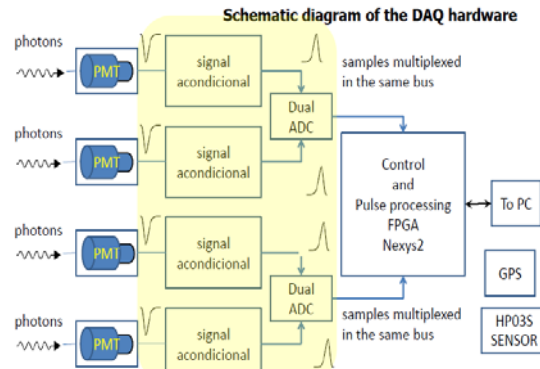 Schematic diagram of the DAQ hardware
photons
PMT
signal
acondicional
samples multiplexed
in the same bus
Dual
ADC
photons
PMT
signal
acondicional
Control
and
Pulse processing
FPGA
Nexys2
To PC
photons
PMT
signal
acondicional
GPS
Dual
ADC
samples multiplexed
in the same bus
photons
PMT
signal
acondicional
HP03S
SENSOR